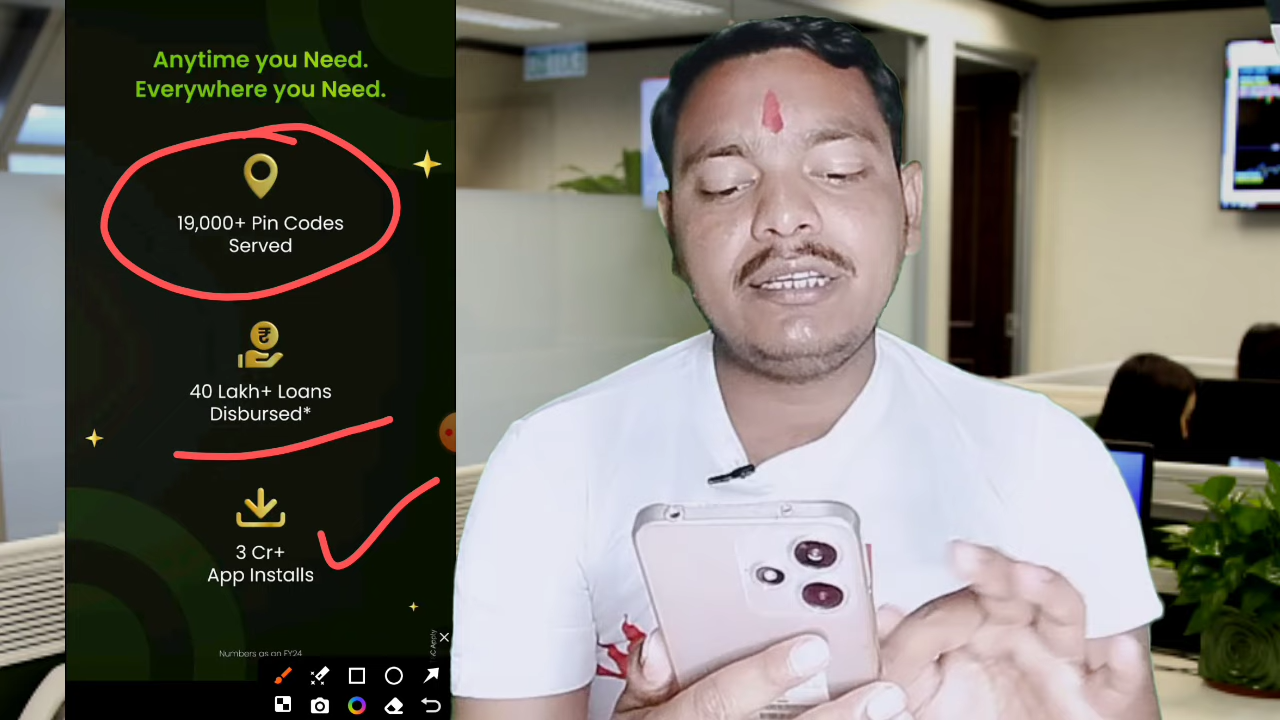 Anytime you Need.
Everywhere you Need.
19,000+ Pin Codes
Served
₹
40 Lakh+ Loans
Disbursed*
3 Cr+
App Installs
Numbers as on FY24